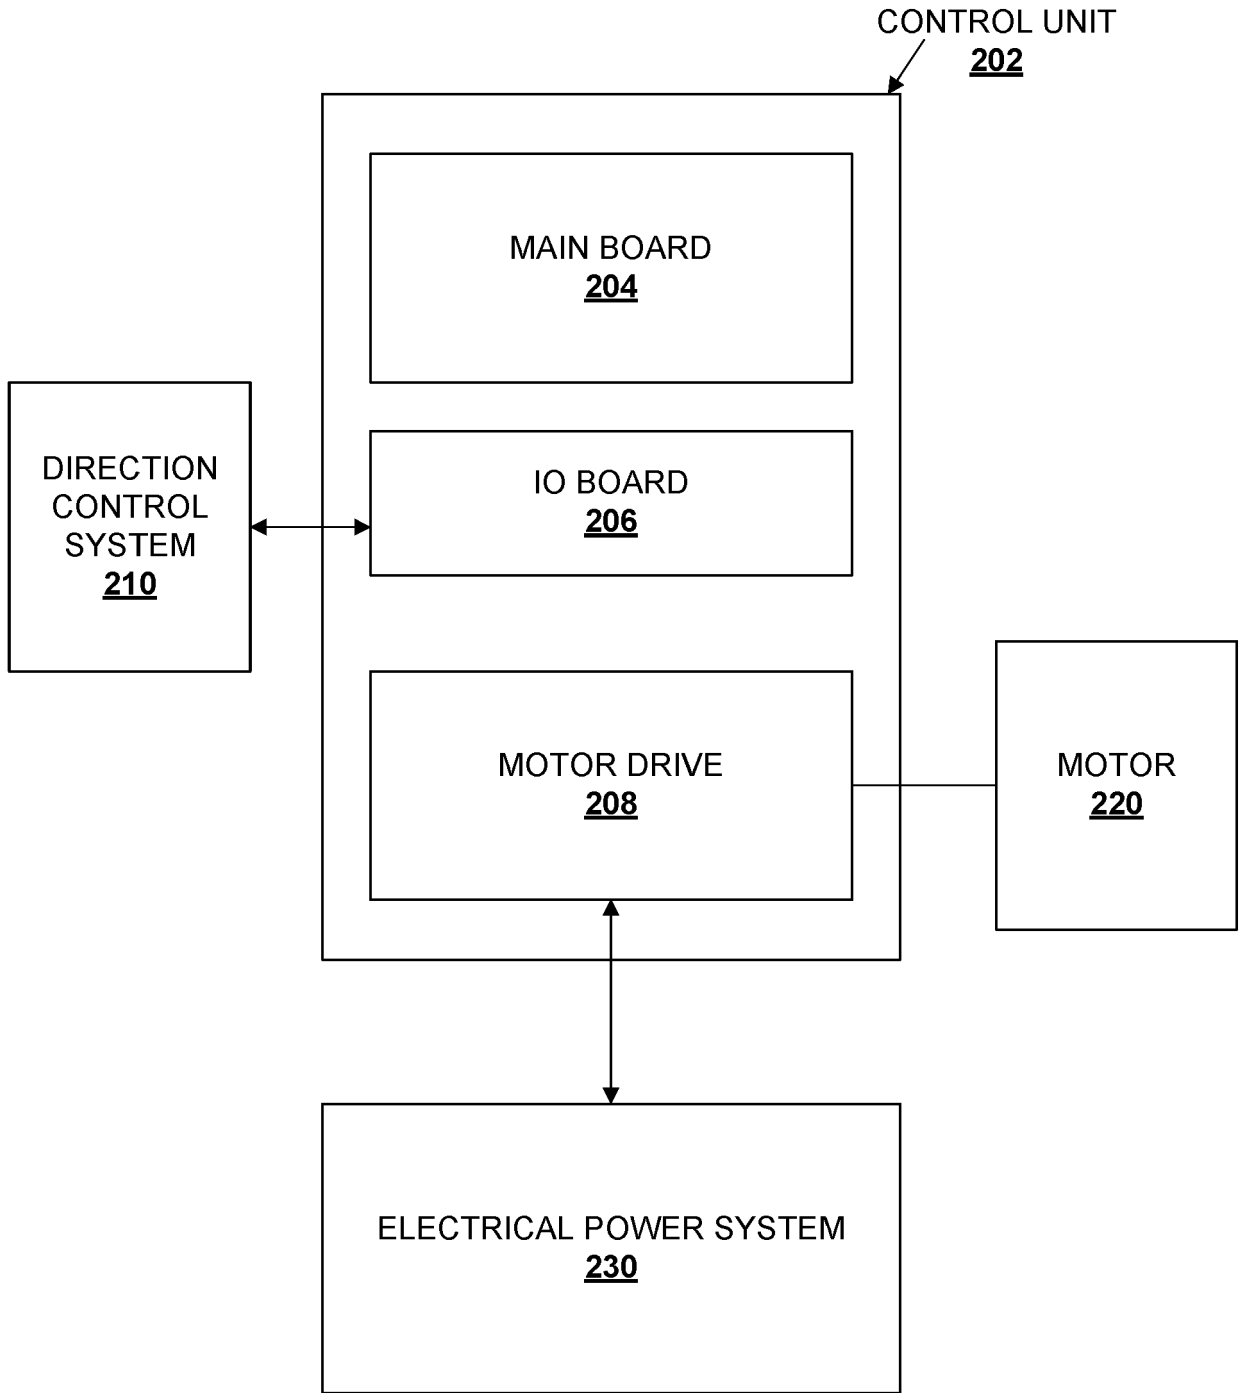 CONTROL UNIT
202
MAIN BOARD
204
DIRECTION
CONTROL
SYSTEM
210
IO BOARD
206
MOTOR DRIVE
208
MOTOR
220
ELECTRICAL POWER SYSTEM
230